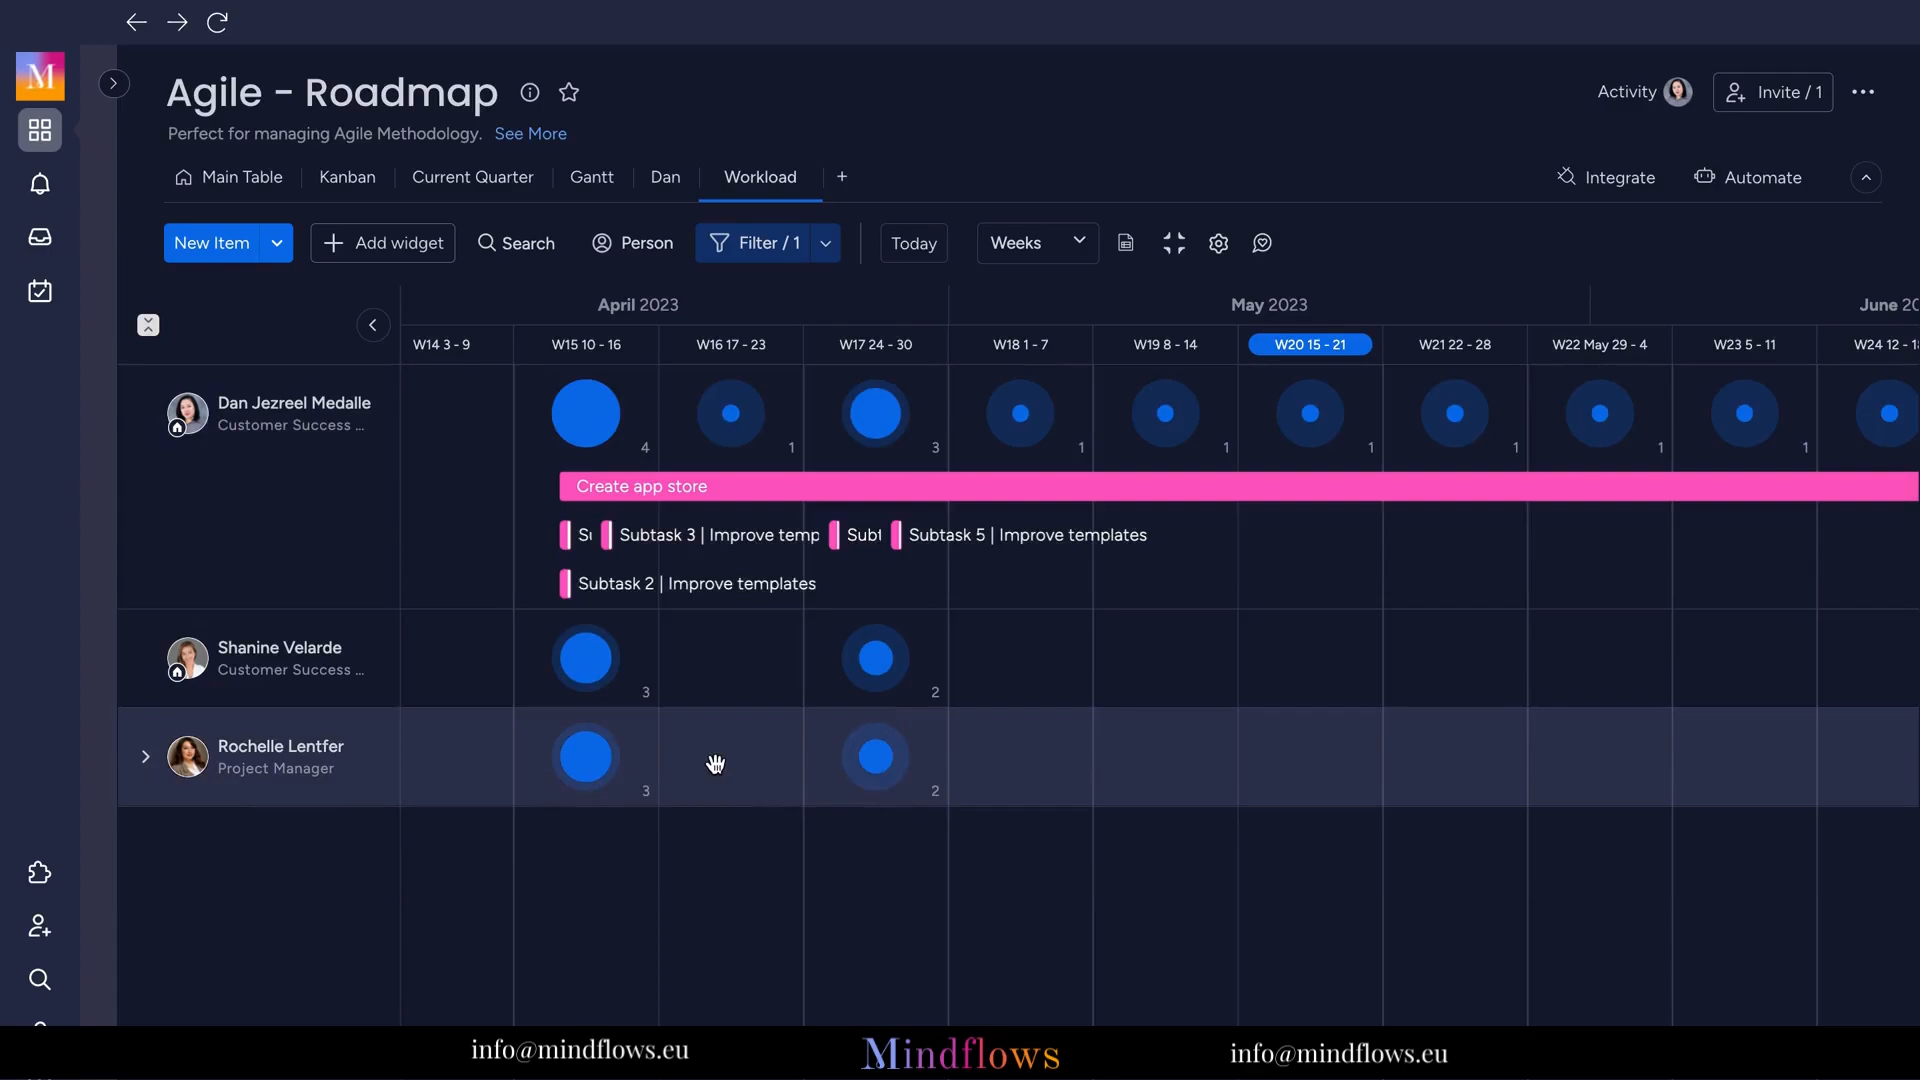 M
Agile - Roadmap
Activity
Invite / 1
Perfect for managing Agile Methodology. See More
Main Table
Kanban
Current Quarter
Gantt
Dan
Workload
+
Integrate
Automate
New Item
Add widget
Search
Person
Filter / 1
Today
Weeks
April 2023
May 2023
June 20
W14 3 - 9
W15 10 - 16
W16 17 - 23
W17 24 - 30
W18 1 - 7
W19 8 - 14
W20 15 - 21
W21 22 - 28
W22 May 29 - 4
W23 5 - 11
W24 12 - 1
Dan Jezreel Medalle
Customer Success ...
4
1
3
1
1
1
1
1
1
Create app store
Subtask 3 | Improve temp
Subt
Subtask 5 | Improve templates
Subtask 2 | Improve templates
Shanine Velarde
Customer Success ...
3
2
Rochelle Lentfer
Project Manager
3
2
info@mindflows.eu
Mindflows
info@mindflows.eu